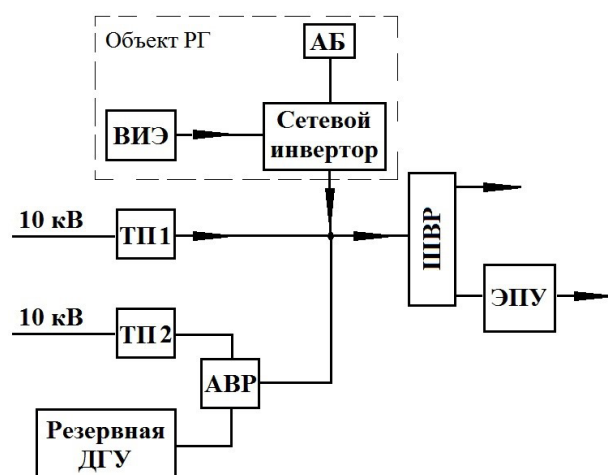 Объект РГ
АБ
ВИЭ
Сетевой
инвертор
10 кВ
ТП1
ШВР
ЭПУ
10 кВ
ТП2
АВР
Резервная
ДГУ